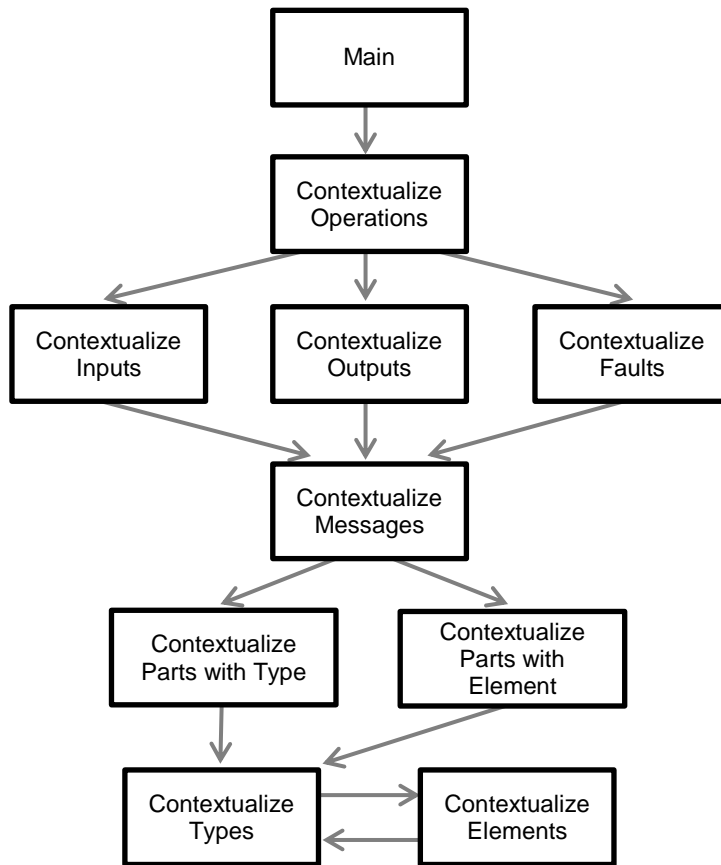 Main
Contextualize
Operations
Contextualize
Inputs
Contextualize
Outputs
Contextualize
Faults
Contextualize
Messages
Contextualize
Parts with Type
Contextualize
Parts with
Element
Contextualize
Types
Contextualize
Elements